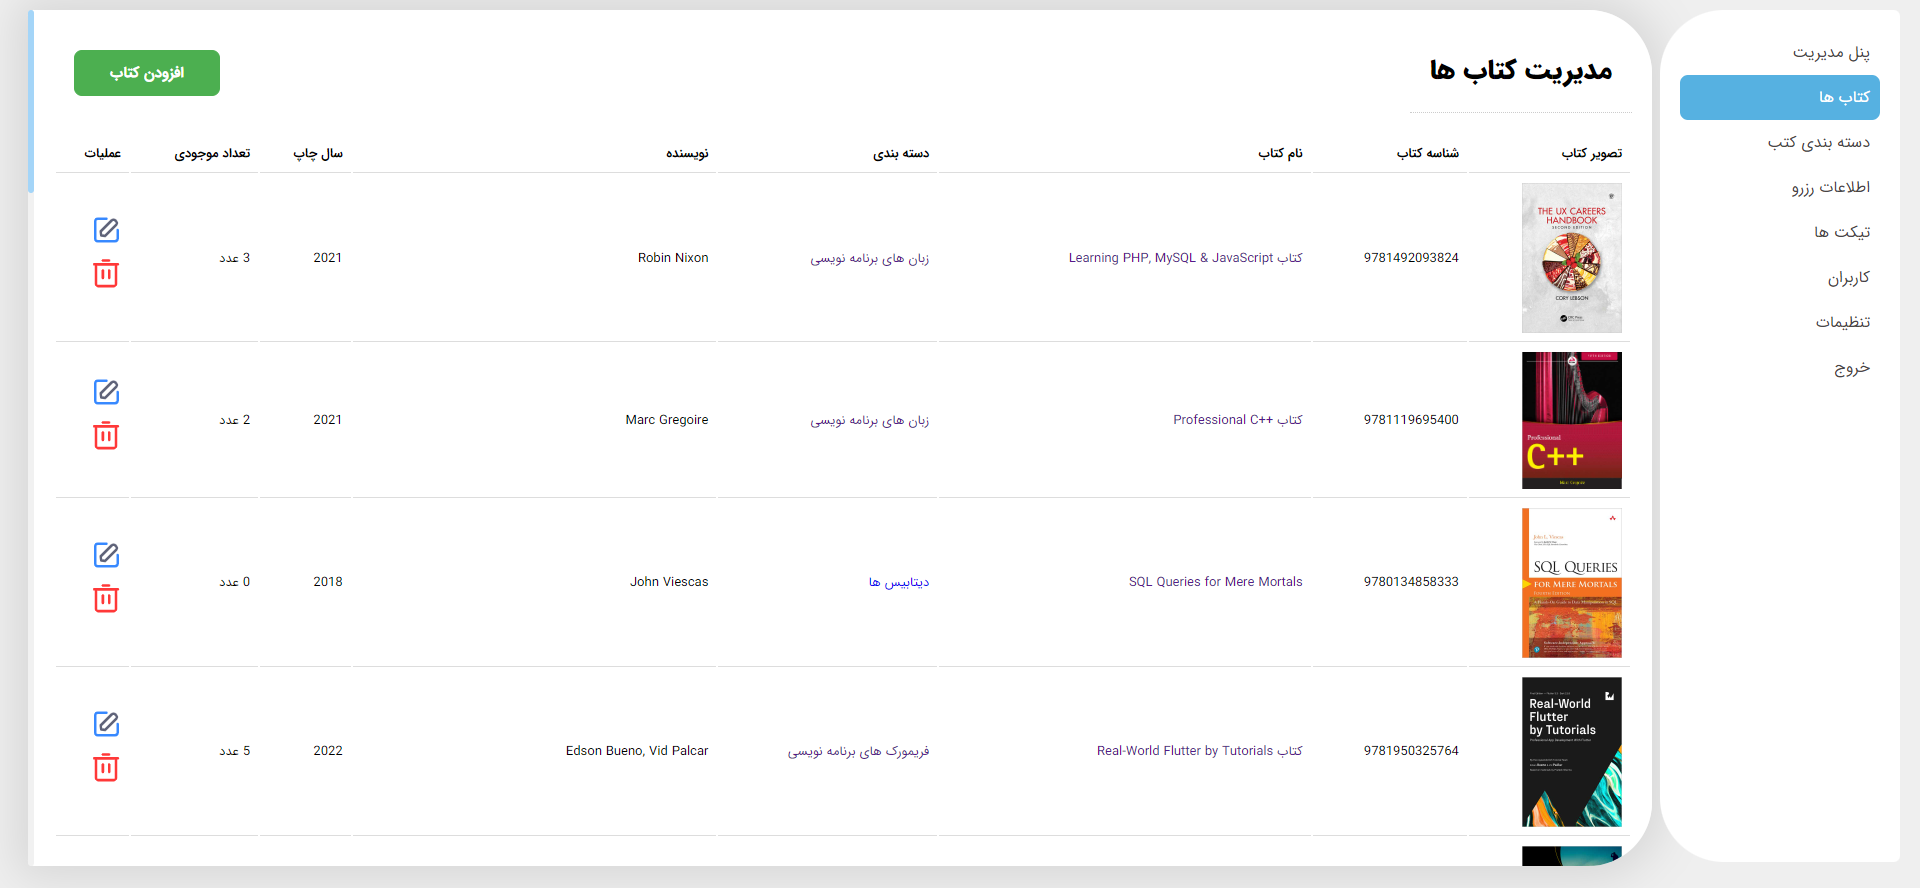 پنل مدیریت
کتاب ها
دسته بندی کتب
اطلاعات رزرو
تیکت ها
کاربران
تنظیمات
خروج
مدیریت کتاب ها
افزودن کتاب
تصویر کتاب شناسه کتاب نام کتاب دسته بندی نویسنده سال چاپ تعداد موجودی عملیات
THE UX CAREERS
HANDBOOK
SECOND EDITION
CORY LEBSON
9781492093824 کتاب Learning PHP, MySQL & JavaScript زبان های برنامه نویسی Robin Nixon 2021 3 عدد
Professional
C++
Marc Gregoire
9781119695400 کتاب Professional C++ زبان های برنامه نویسی Marc Gregoire 2021 2 عدد
John L. Viescas
SQL QUERIES
FOR MERE MORTALS
9780134858333 SQL Queries for Mere Mortals دیتابیس ها John Viescas 2018 0 عدد
Real-World
Flutter
by Tutorials
9781950325764 کتاب Real-World Flutter by Tutorials فریمورک های برنامه نویسی Edson Bueno, Vid Palcar 2022 5 عدد